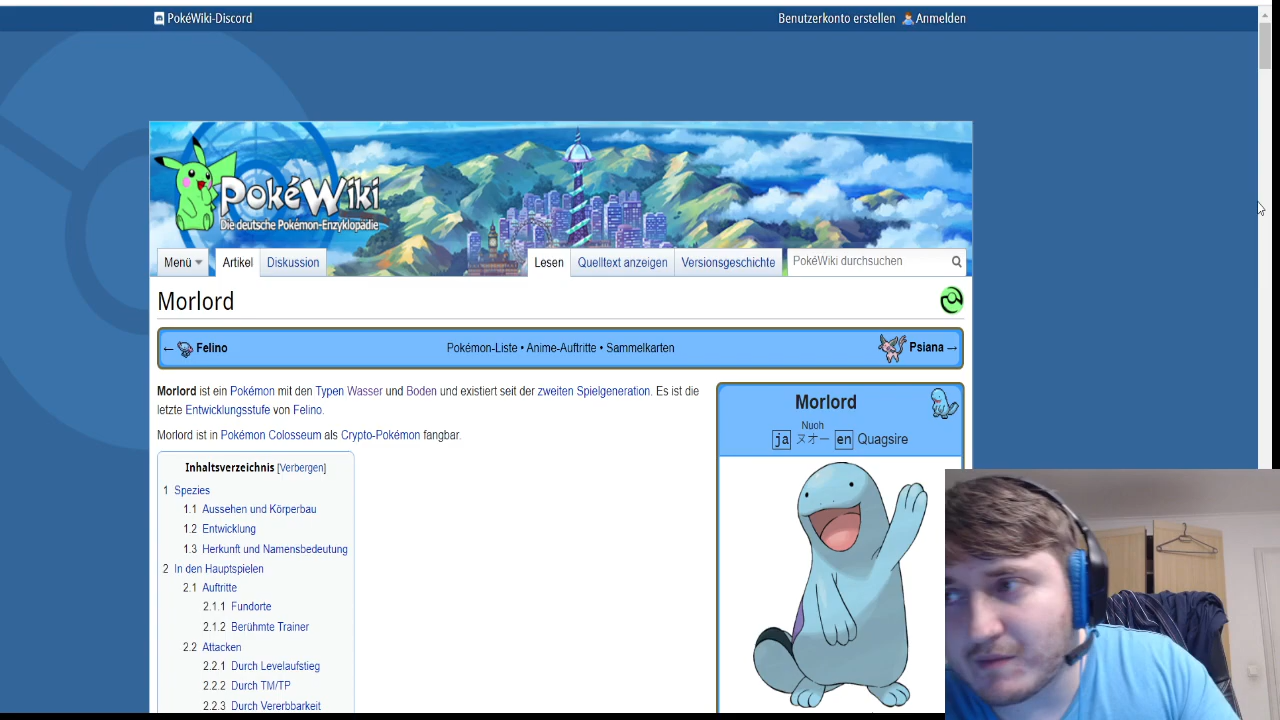 PokéWiki-Discord
Benutzerkonto erstellen Anmelden
PokéWiki
Die deutsche Pokémon-Enzyklopädie
Menü Artikel Diskussion Lesen Quelltext anzeigen Versionsgeschichte PokéWiki durchsuchen
Morlord
← Felino Pokémon-Liste • Anime-Auftritte • Sammelkarten Psiana →
Morlord ist ein Pokémon mit den Typen Wasser und Boden und existiert seit der zweiten Spielgeneration. Es ist die
letzte Entwicklungsstufe von Felino.
Morlord ist in Pokémon Colosseum als Crypto-Pokémon fangbar.
Inhaltsverzeichnis [Verbergen]
1 Spezies
1.1 Aussehen und Körperbau
1.2 Entwicklung
1.3 Herkunft und Namensbedeutung
2 In den Hauptspielen
2.1 Auftritte
2.1.1 Fundorte
2.1.2 Berühmte Trainer
2.2 Attacken
2.2.1 Durch Levelaufstieg
2.2.2 Durch TM/TP
2.2.3 Durch Vererbbarkeit
Morlord
Nuoh
ja ヌオー en Quagsire